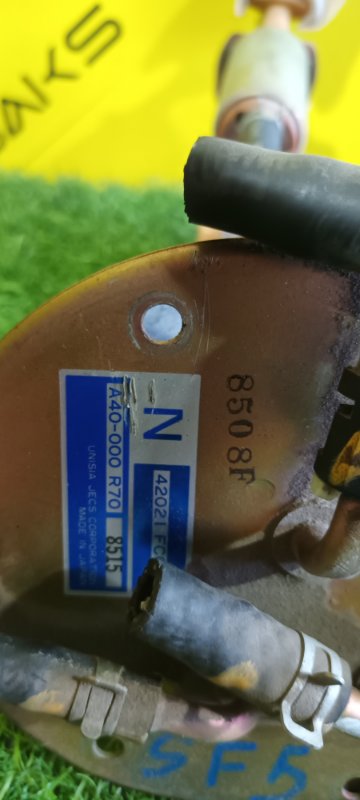 N
42021 FC
A40-000 R70
8515
UNISIA JECS CORPORATION
MADE IN JAPAN
8508F
SF5